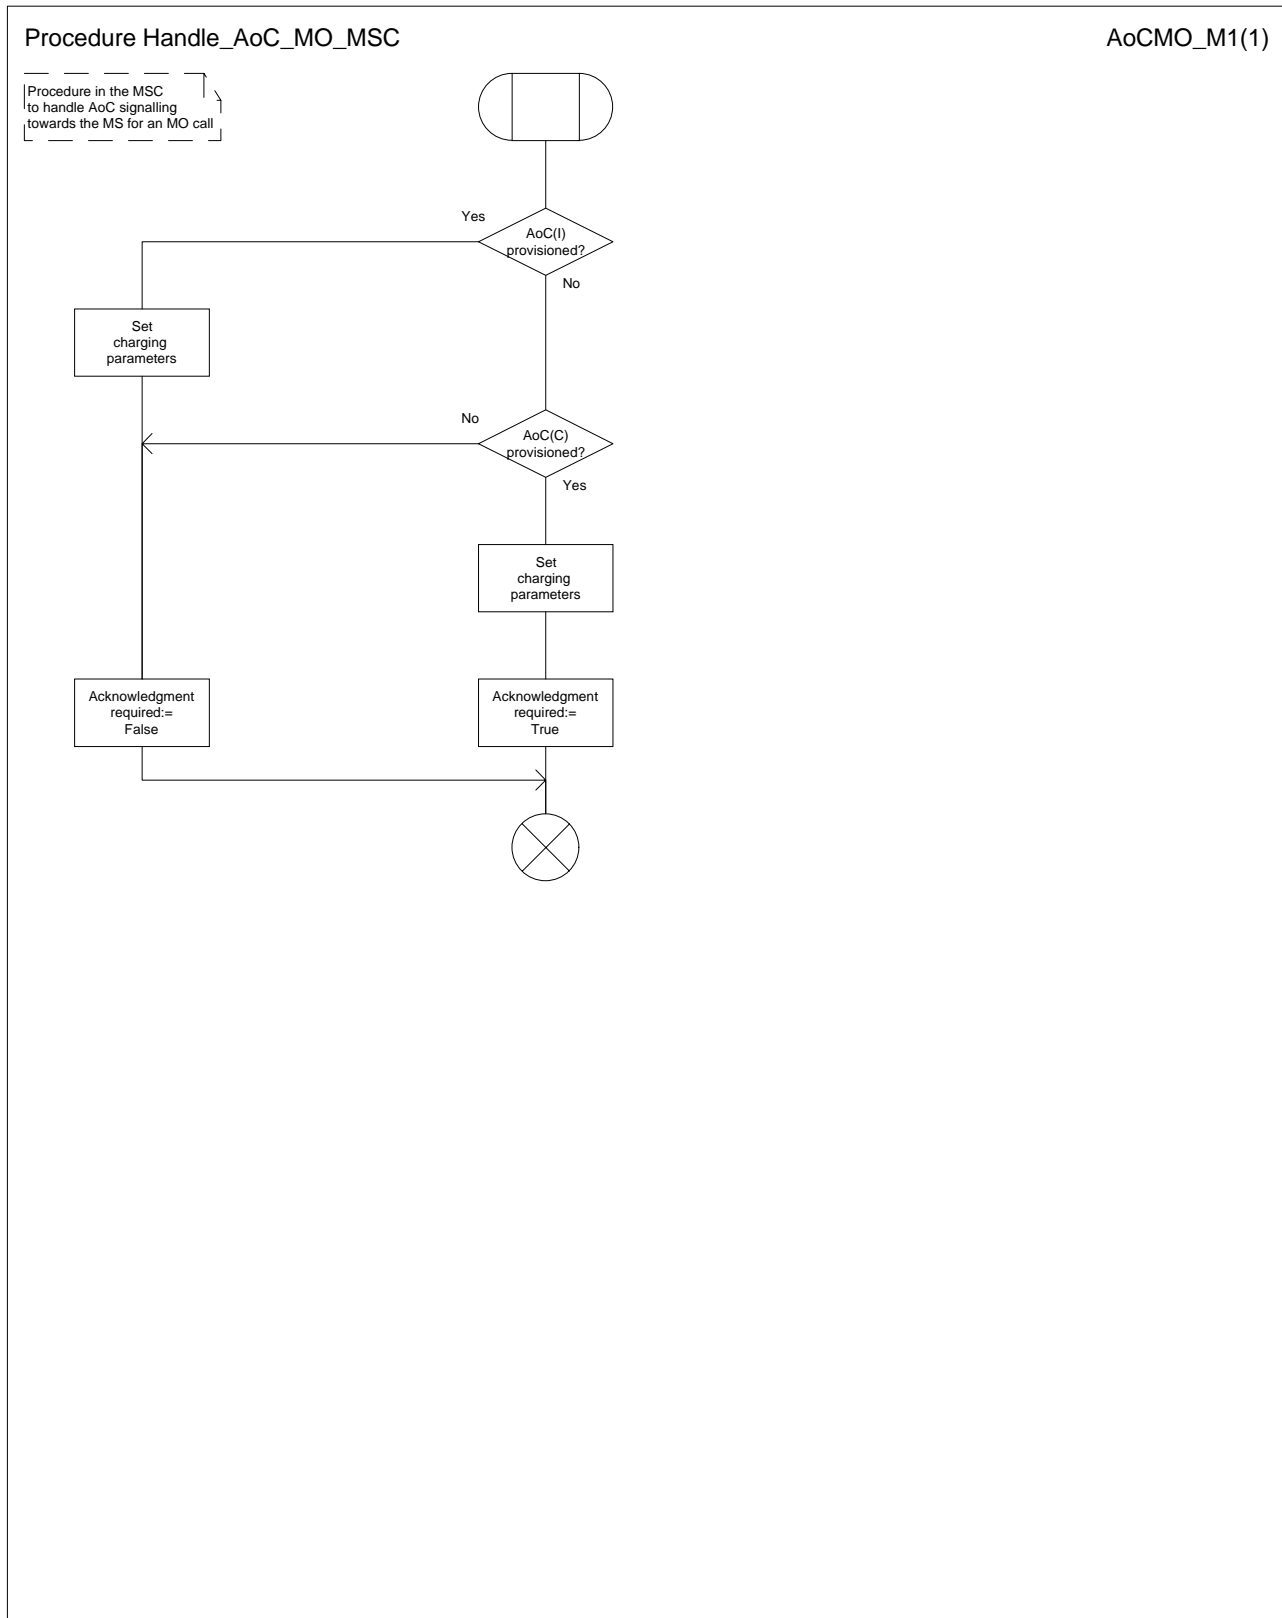 Procedure Handle_AoC_MO_MSC
AoCMO_M1(1)
Procedure in the MSC
to handle AoC signalling
towards the MS for an MO call
Yes
AoC(I)
provisioned?
No
Set
charging
parameters
No
AoC(C)
provisioned?
Yes
Set
charging
parameters
Acknowledgment
required:=
False
Acknowledgment
required:=
True